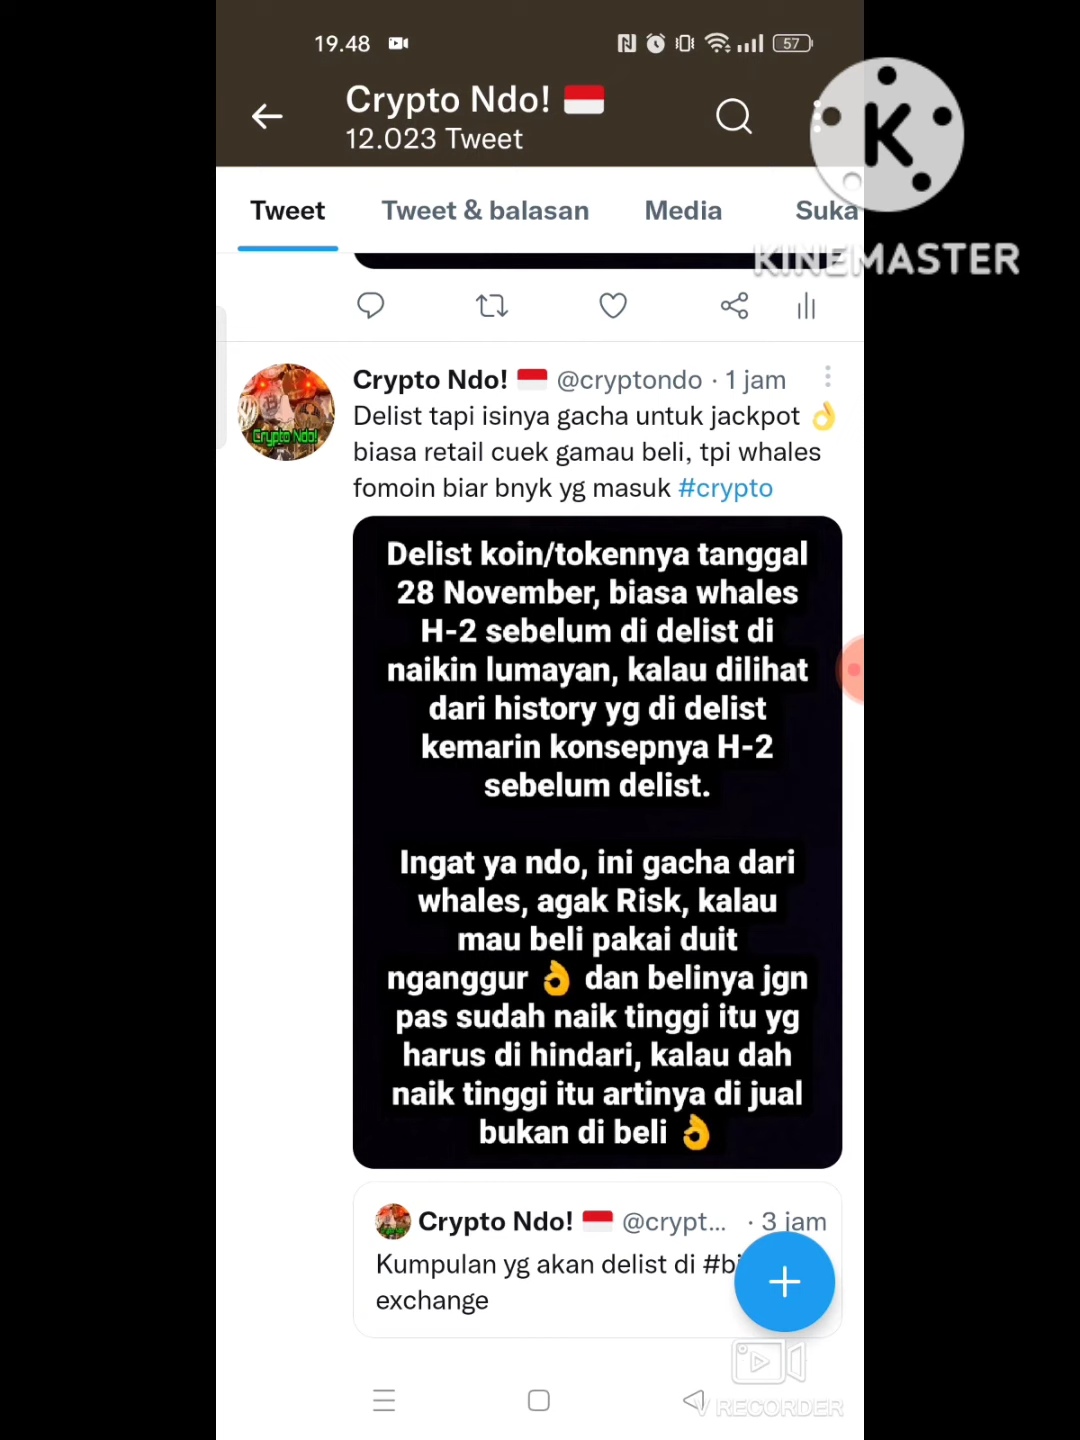 19.48
57
Crypto Ndo! 🇮🇩
12.023 Tweet
K
KINEMASTER
Tweet
Tweet & balasan
Media
Suka
Crypto Ndo! 🇮🇩 @cryptondo · 1 jam
Delist tapi isinya gacha untuk jackpot 👌
biasa retail cuek gamau beli, tpi whales
fomoin biar bnyk yg masuk #crypto
Crypto Ndo!
Delist koin/tokennya tanggal
28 November, biasa whales
H-2 sebelum di delist di
naikin lumayan, kalau dilihat
dari history yg di delist
kemarin konsepnya H-2
sebelum delist.
Ingat ya ndo, ini gacha dari
whales, agak Risk, kalau
mau beli pakai duit
nganggur 👌 dan belinya jgn
pas sudah naik tinggi itu yg
harus di hindari, kalau dah
naik tinggi itu artinya di jual
bukan di beli 👌
Crypto Ndo! 🇮🇩 @crypt... · 3 jam
Kumpulan yg akan delist di #bi
exchange
V RECORDER